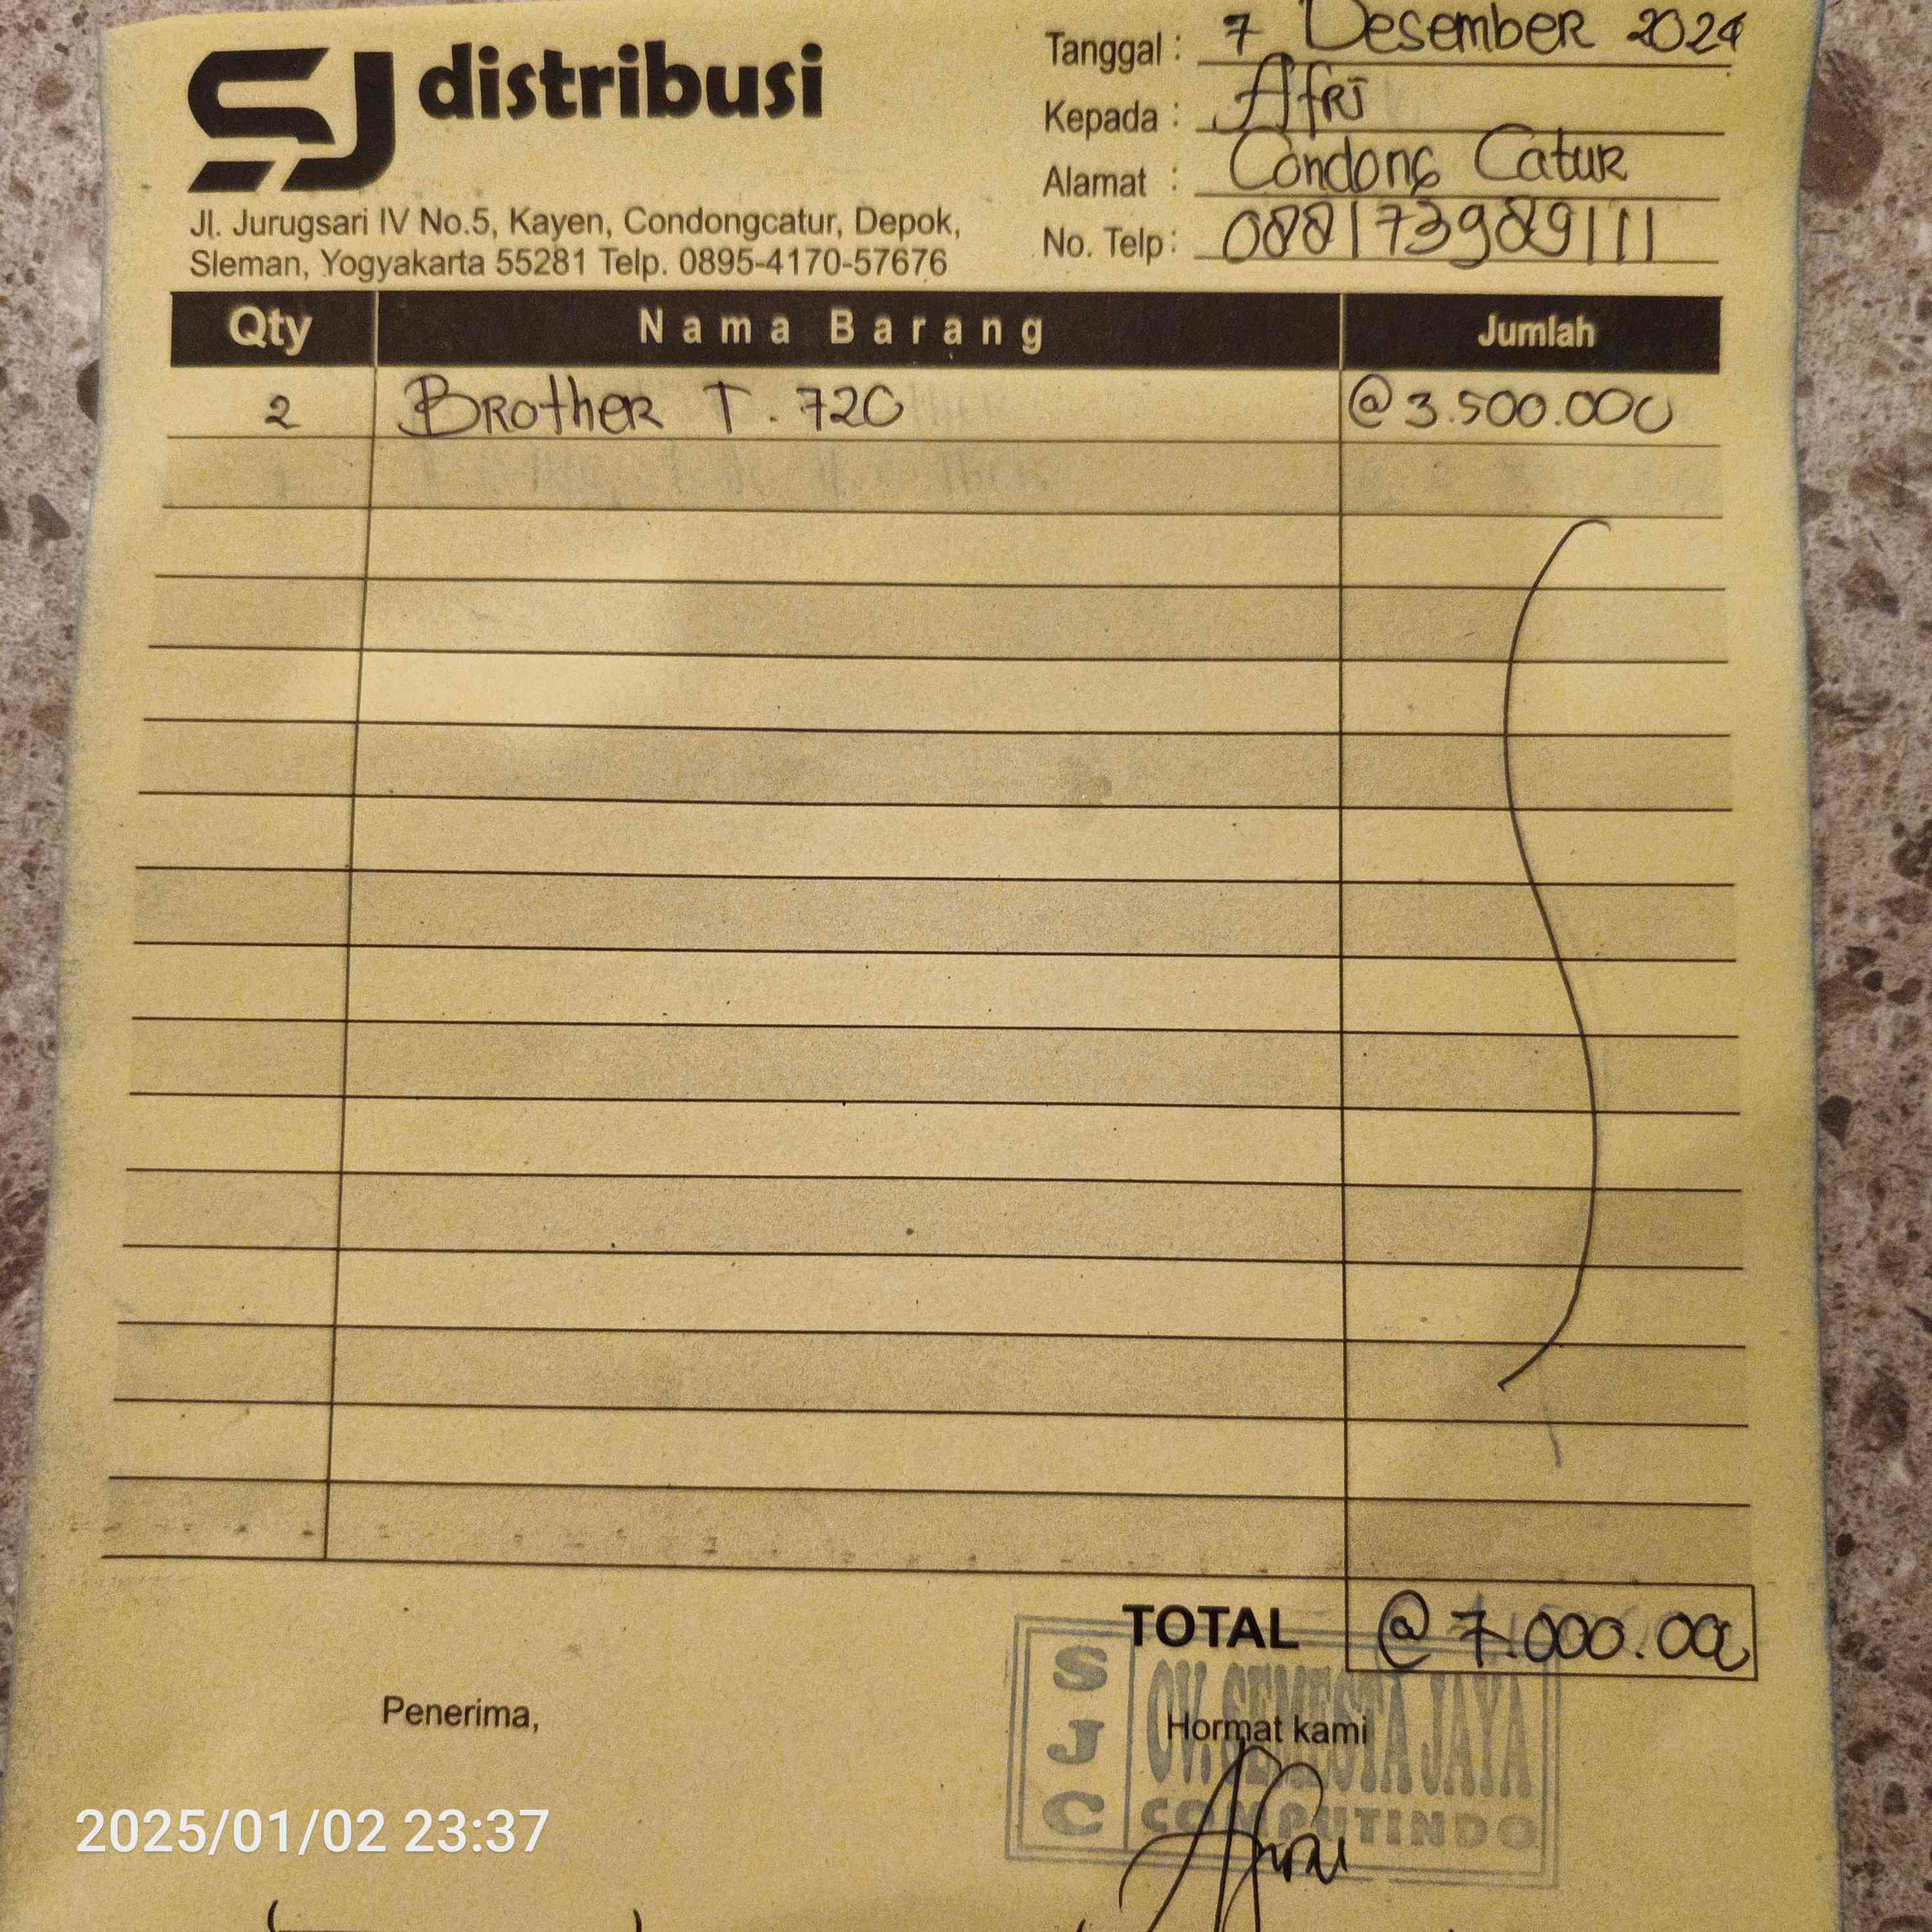 SJ distribusi
Jl. Jurugsari IV No.5, Kayen, Condongcatur, Depok,
Sleman, Yogyakarta 55281 Telp. 0895-4170-57676
Tanggal : 7 Desember 2024
Kepada : Afri
Alamat : Condong Catur
No. Telp: 088173989111
Qty Nama Barang Jumlah
2 Brother T.720 @ 3.500.000
TOTAL @ 7.000.000
Penerima,
Hormat kami
SJC
CV. SEMESTA JAYA
COMPUTINDO
2025/01/02 23:37